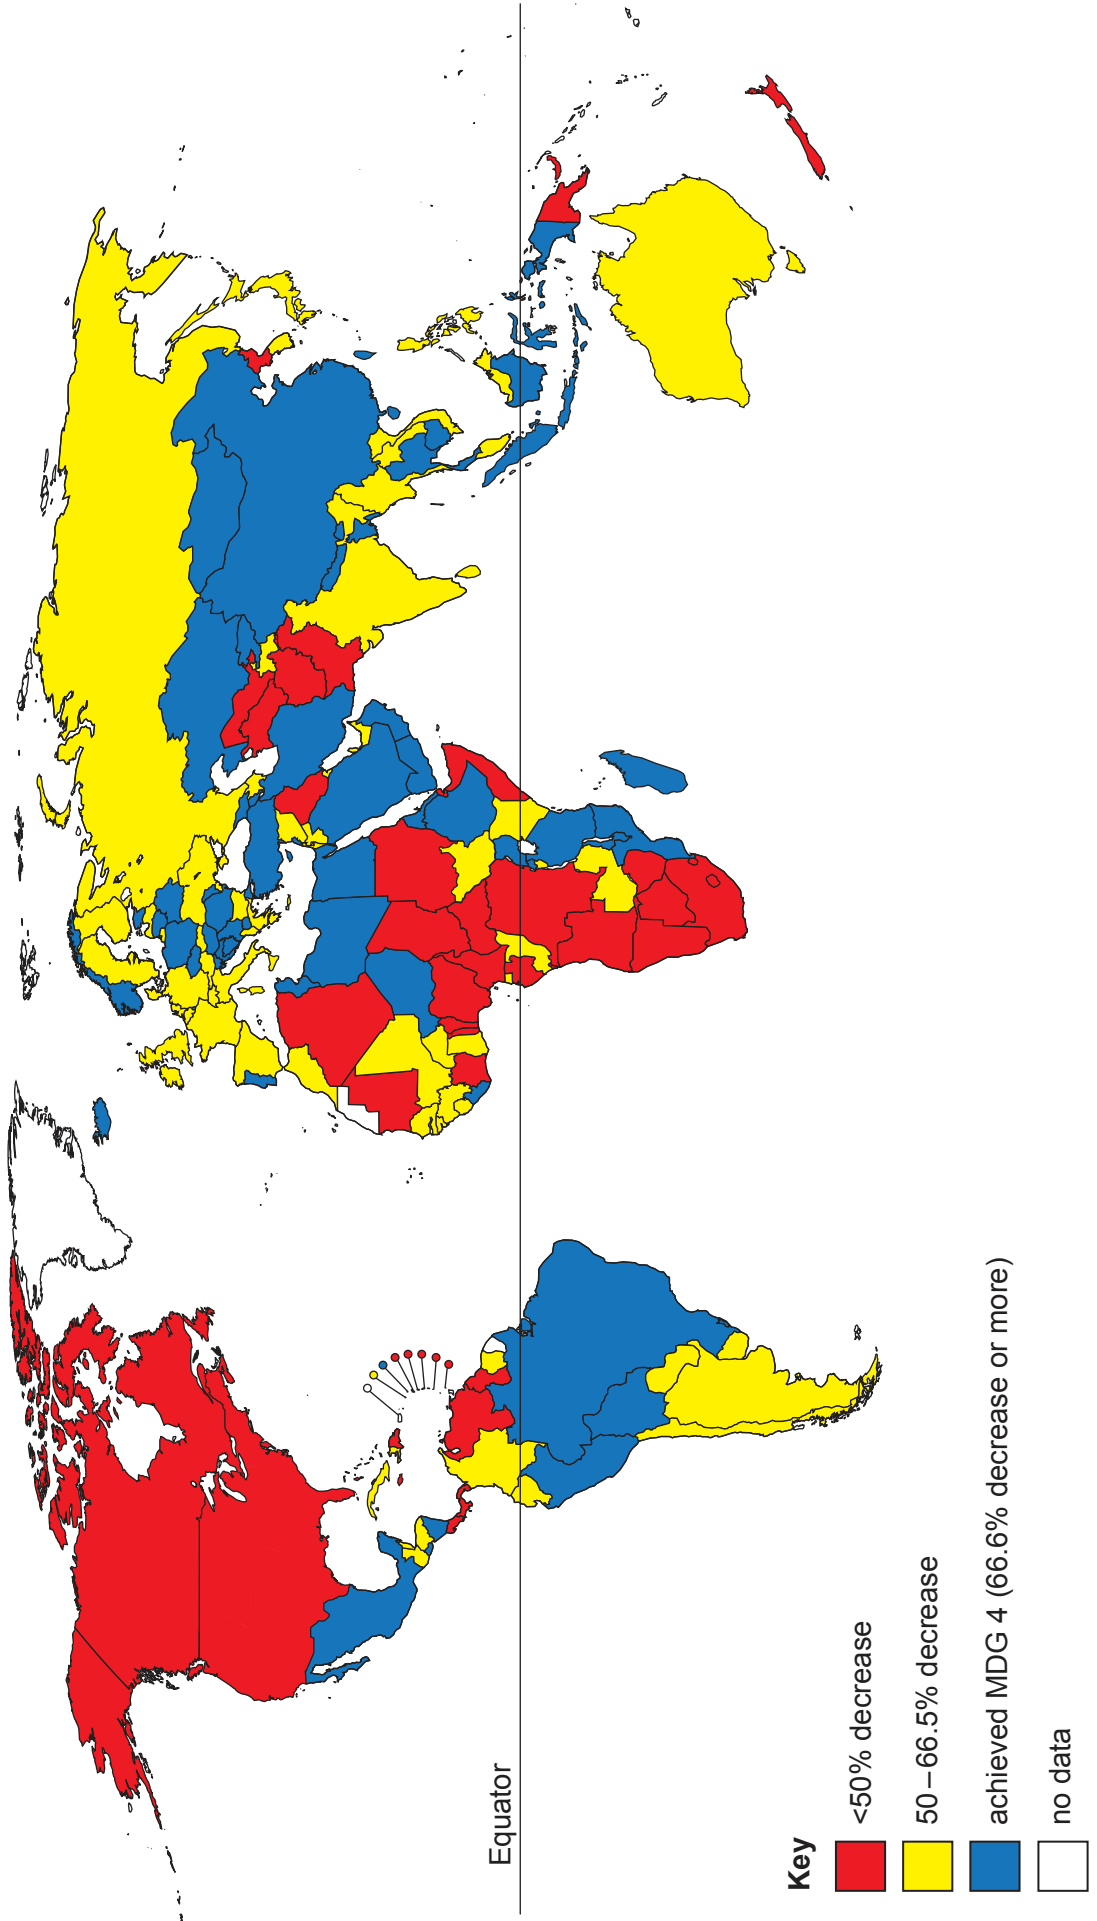 Equator
Key
<50% decrease
50–66.5% decrease
achieved MDG 4 (66.6% decrease or more)
no data